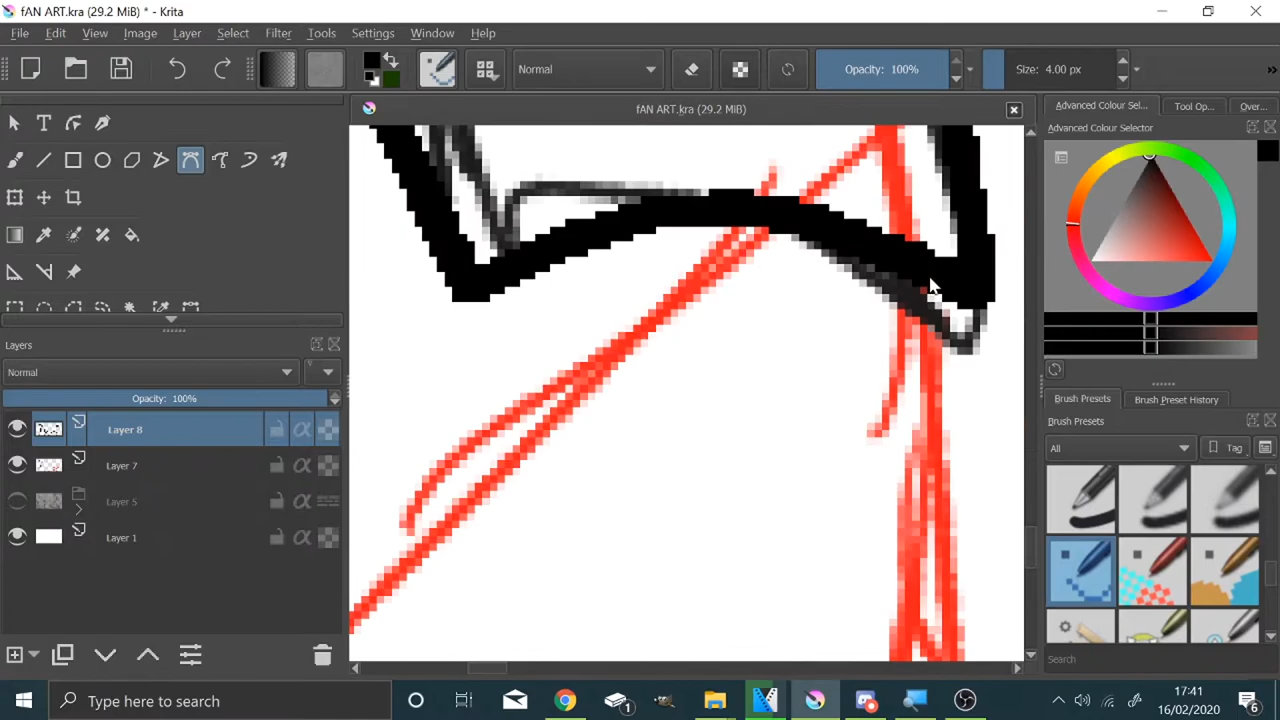 fAN ART.kra (29.2 MiB) * - Krita
File Edit View Image Layer Select Filter Tools Settings Window Help
Normal
Opacity: 100%
Size: 4.00 px
»
fAN ART.kra (29.2 MiB)
Advanced Colour Sel... Tool Op... Over...
Advanced Colour Selector
Layers
Normal
Opacity: 100%
Layer 8
Layer 7
Layer 5
Layer 1
Brush Presets Brush Preset History
Brush Presets
All
Tag
Search
Type here to search
1
17:41
16/02/2020
6